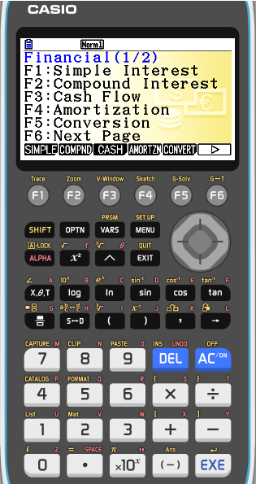 CASIO
Norm1
Financial(1/2)
F1:Simple Interest
F2:Compound Interest
F3:Cash Flow
F4:Amortization
F5:Conversion
F6:Next Page
SIMPLE COMPND CASH AMORTZN CONVERT ▷
Trace Zoom V-Window Sketch G-Solv G↔T
F1 F2 F3 F4 F5 F6
PRGM SET UP
SHIFT OPTN VARS MENU
A-LOCK √ r ∛ θ QUIT
ALPHA x² ^ EXIT
∠ A 10ˣ B eˣ C sin⁻¹ D cos⁻¹ E tan⁻¹ F
X,θ,T log ln sin cos tan
S⇔D ( ) , →
CAPTURE M CLIP N PASTE O INS UNDO OFF
7 8 9 DEL AC/ON
CATALOG P FORMAT Q R { S } T
4 5 6 × ÷
List U Mat V W [ X ] Y
1 2 3 + −
i Z = SPACE π " Ans ↵
0 • ×10ˣ (−) EXE